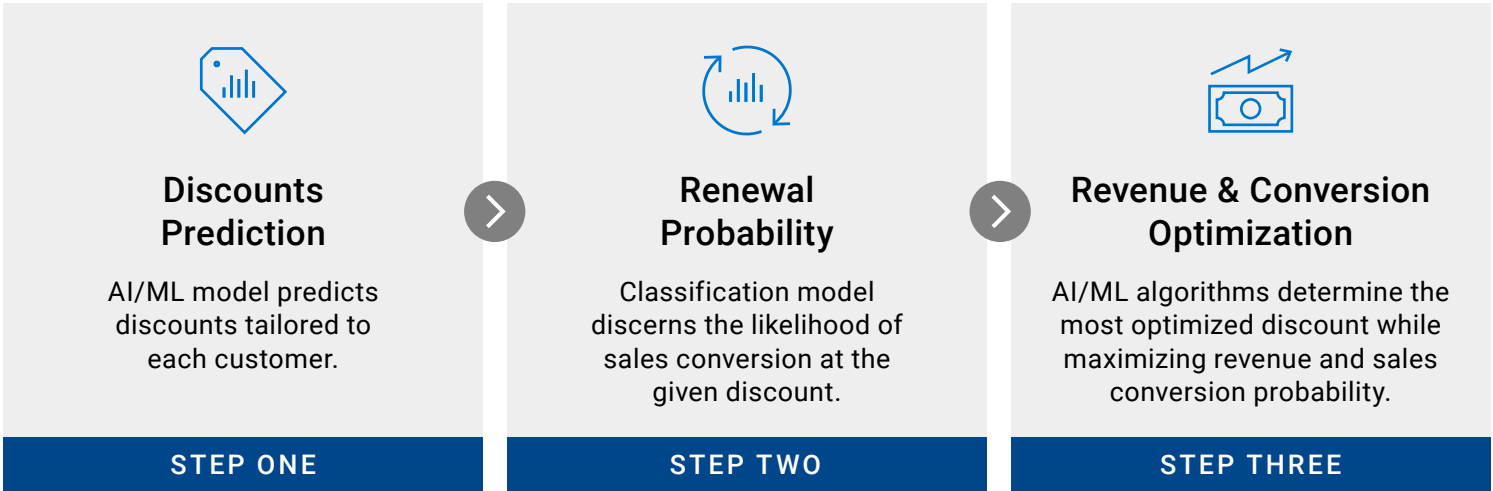 Discounts
Prediction
AI/ML model predicts
discounts tailored to
each customer.
STEP ONE
Renewal
Probability
Classification model
discerns the likelihood of
sales conversion at the
given discount.
STEP TWO
Revenue & Conversion
Optimization
AI/ML algorithms determine the
most optimized discount while
maximizing revenue and sales
conversion probability.
STEP THREE